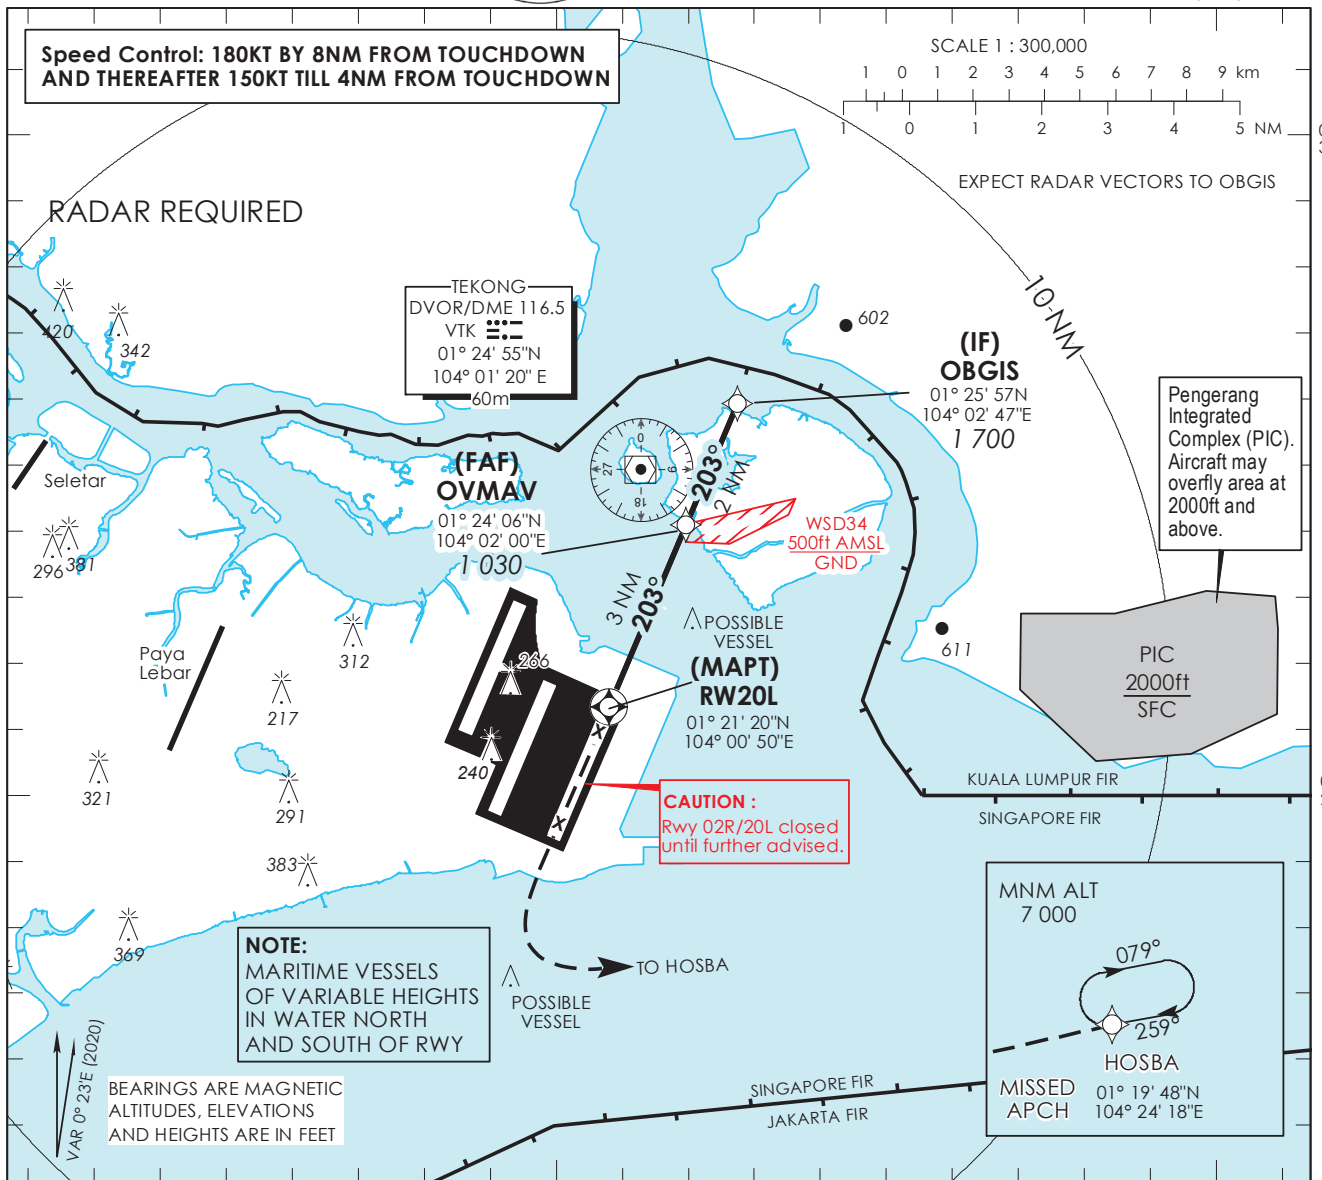 Speed Control: 180KT BY 8NM FROM TOUCHDOWN
AND THEREAFTER 150KT TILL 4NM FROM TOUCHDOWN
SCALE 1 : 300,000
1 0 1 2 3 4 5 6 7 8 9 km
1 0 1 2 3 4 5 NM
EXPECT RADAR VECTORS TO OBGIS
RADAR REQUIRED
10 NM
TEKONG
DVOR/DME 116.5
VTK
01° 24' 55"N
104° 01' 20" E
60m
420
342
602
(IF)
OBGIS
01° 25' 57N
104° 02' 47"E
1 700
Pengerang
Integrated
Complex (PIC).
Aircraft may
overfly area at
2000ft and
above.
Seletar
(FAF)
OVMAV
01° 24' 06"N
104° 02' 00"E
1 030
0
9
18
27
203°
2 NM
WSD34
500ft AMSL
GND
296
381
3 NM
203°
POSSIBLE
VESSEL
611
312
Paya
Lebar
266
(MAPT)
RW20L
01° 21' 20"N
104° 00' 50"E
PIC
2000ft
SFC
217
X
240
321
291
KUALA LUMPUR FIR
SINGAPORE FIR
CAUTION :
Rwy 02R/20L closed
until further advised.
X
383
369
MNM ALT
7 000
079°
259°
HOSBA
01° 19' 48"N
104° 24' 18"E
MISSED
APCH
NOTE:
MARITIME VESSELS
OF VARIABLE HEIGHTS
IN WATER NORTH
AND SOUTH OF RWY
TO HOSBA
POSSIBLE
VESSEL
VAR 0° 23'E (2020)
BEARINGS ARE MAGNETIC
ALTITUDES, ELEVATIONS
AND HEIGHTS ARE IN FEET
SINGAPORE FIR
JAKARTA FIR